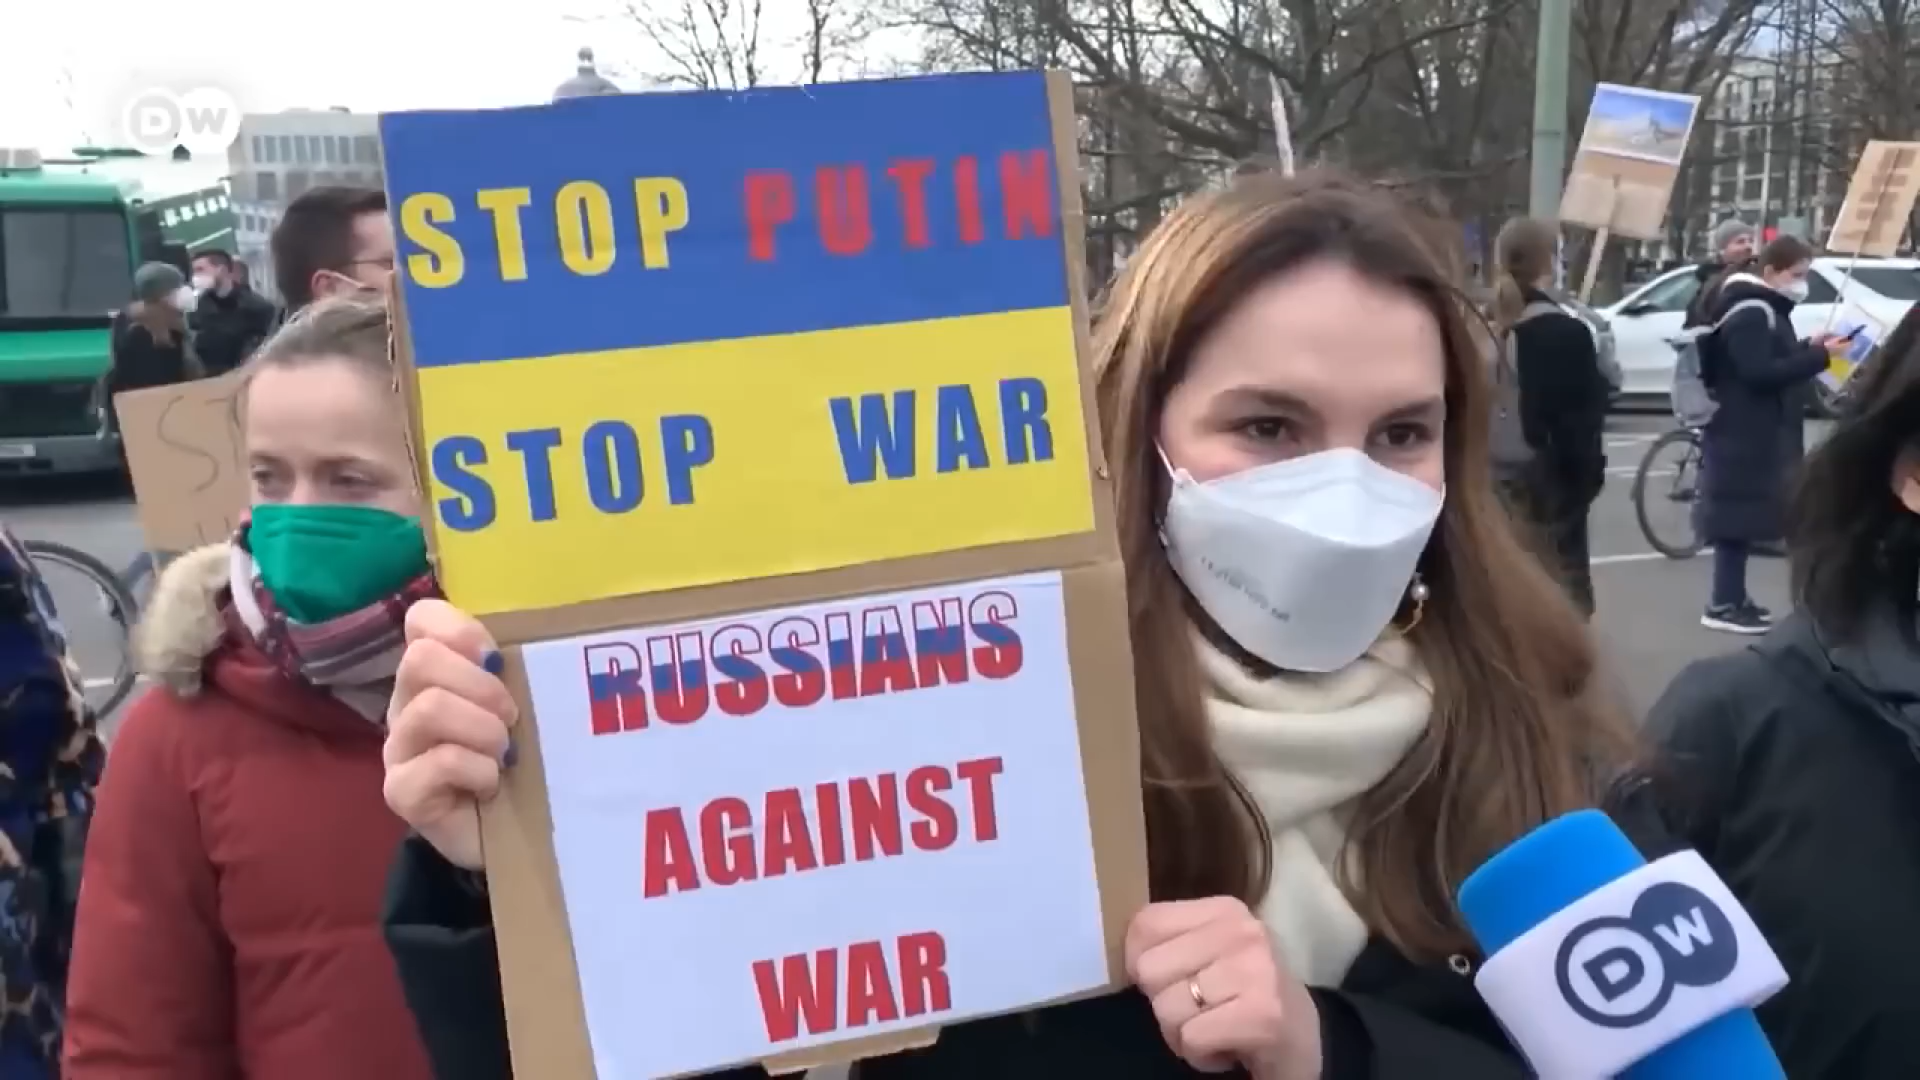 DW
STOP PUTIN
STOP WAR
RUSSIANS
AGAINST
WAR
DW